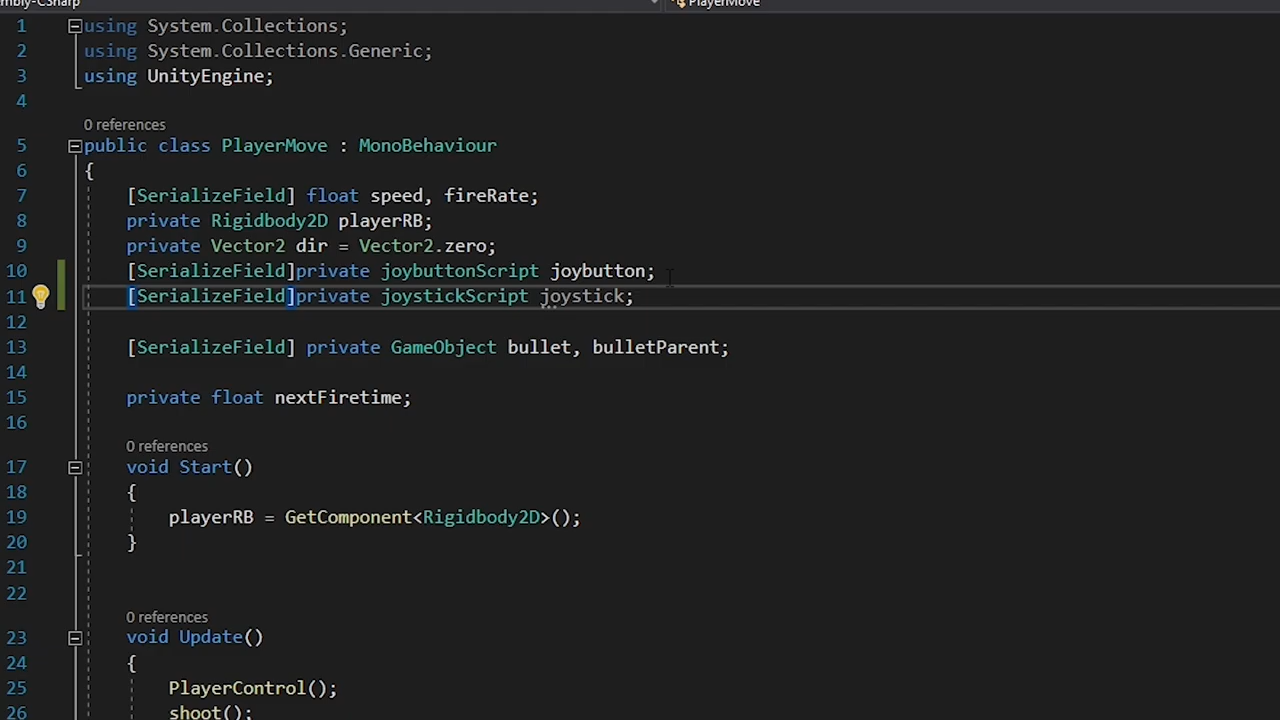 mbly-CSharp PlayerMove
1 using System.Collections;
2 using System.Collections.Generic;
3 using UnityEngine;
4
0 references
5 public class PlayerMove : MonoBehaviour
6 {
7 [SerializeField] float speed, fireRate;
8 private Rigidbody2D playerRB;
9 private Vector2 dir = Vector2.zero;
10 [SerializeField]private joybuttonScript joybutton;
11 [SerializeField]private joystickScript joystick;
12
13 [SerializeField] private GameObject bullet, bulletParent;
14
15 private float nextFiretime;
16
0 references
17 void Start()
18 {
19 playerRB = GetComponent<Rigidbody2D>();
20 }
21
22
0 references
23 void Update()
24 {
25 PlayerControl();
26 shoot();